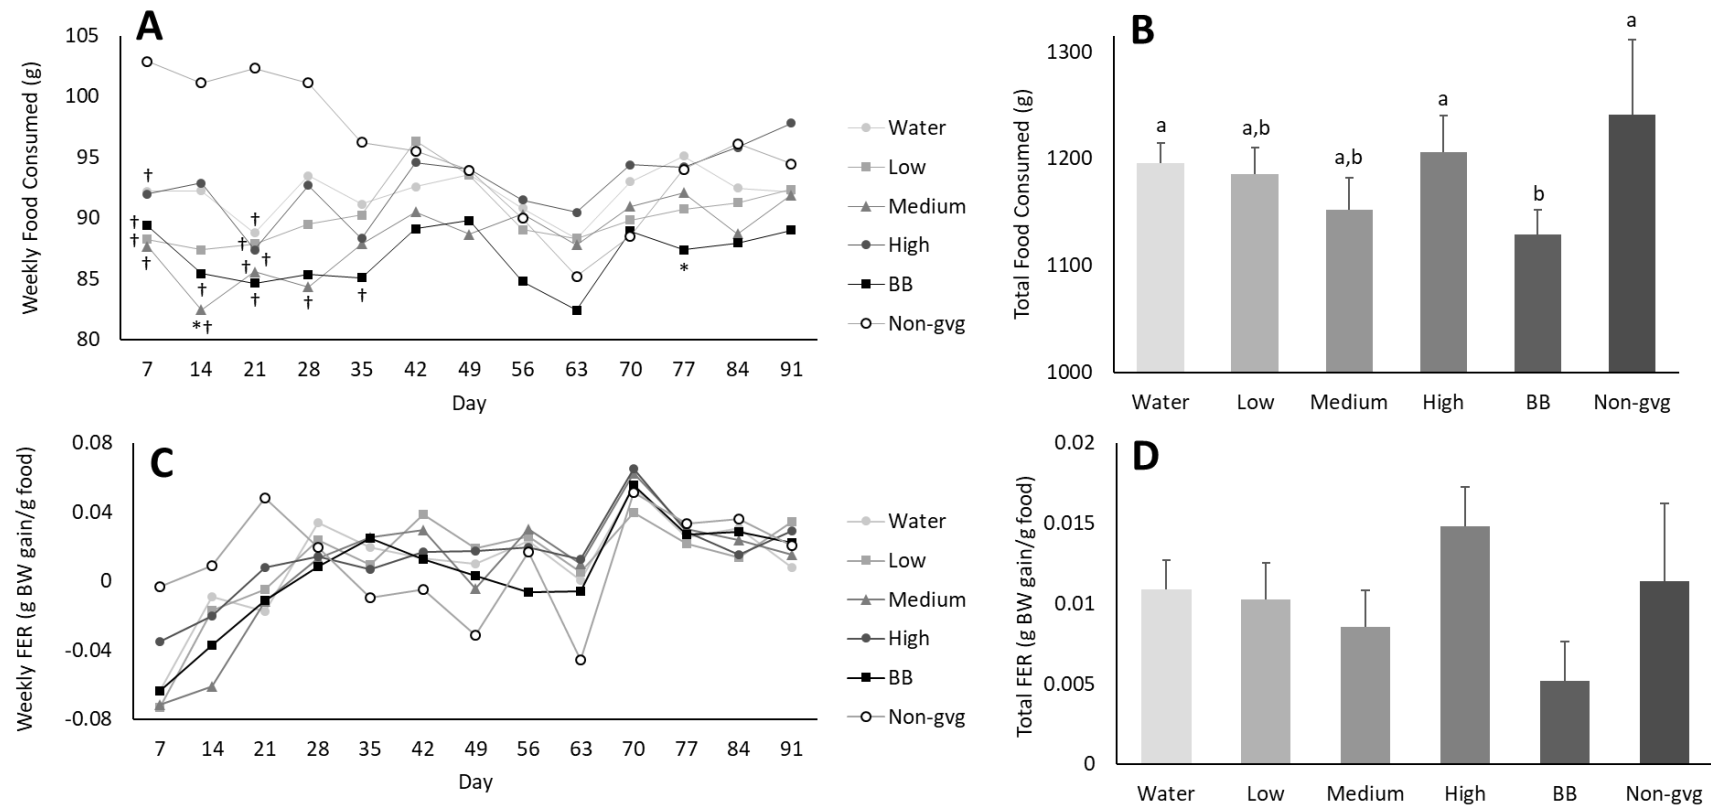 A
Weekly Food Consumed (g)
105
100
95
90
85
80
† † † † † † † † † † † † †
*†
*
7 14 21 28 35 42 49 56 63 70 77 84 91
Day
Water
Low
Medium
High
BB
Non-gvg
B
Total Food Consumed (g)
1300
1200
1100
1000
a a,b a,b a b a
Water Low Medium High BB Non-gvg
C
Weekly FER (g BW gain/g food)
0.08
0.04
0
-0.04
-0.08
7 14 21 28 35 42 49 56 63 70 77 84 91
Day
Water
Low
Medium
High
BB
Non-gvg
D
Total FER (g BW gain/g food)
0.02
0.015
0.01
0.005
0
Water Low Medium High BB Non-gvg